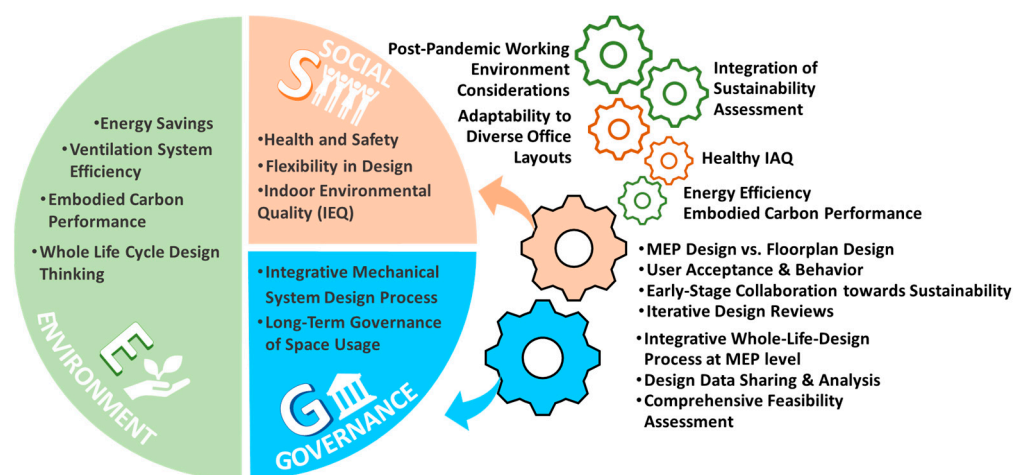 •Energy Savings
•Ventilation System
Efficiency
•Embodied Carbon
Performance
•Whole Life Cycle Design
Thinking
E
ENVIRONMENT
S
SOCIAL
•Health and Safety
•Flexibility in Design
•Indoor Environmental
Quality (IEQ)
•Integrative Mechanical
System Design Process
•Long-Term Governance
of Space Usage
G
GOVERNANCE
Post-Pandemic Working
Environment
Considerations
Adaptability to
Diverse Office
Layouts
Integration of
Sustainability
Assessment
Healthy IAQ
Energy Efficiency
Embodied Carbon Performance
•MEP Design vs. Floorplan Design
•User Acceptance & Behavior
•Early-Stage Collaboration towards Sustainability
•Iterative Design Reviews
•Integrative Whole-Life-Design
Process at MEP level
•Design Data Sharing & Analysis
•Comprehensive Feasibility
Assessment